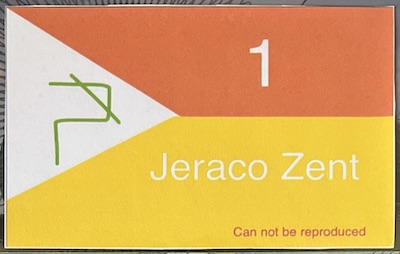 1
Jeraco Zent
Can not be reproduced